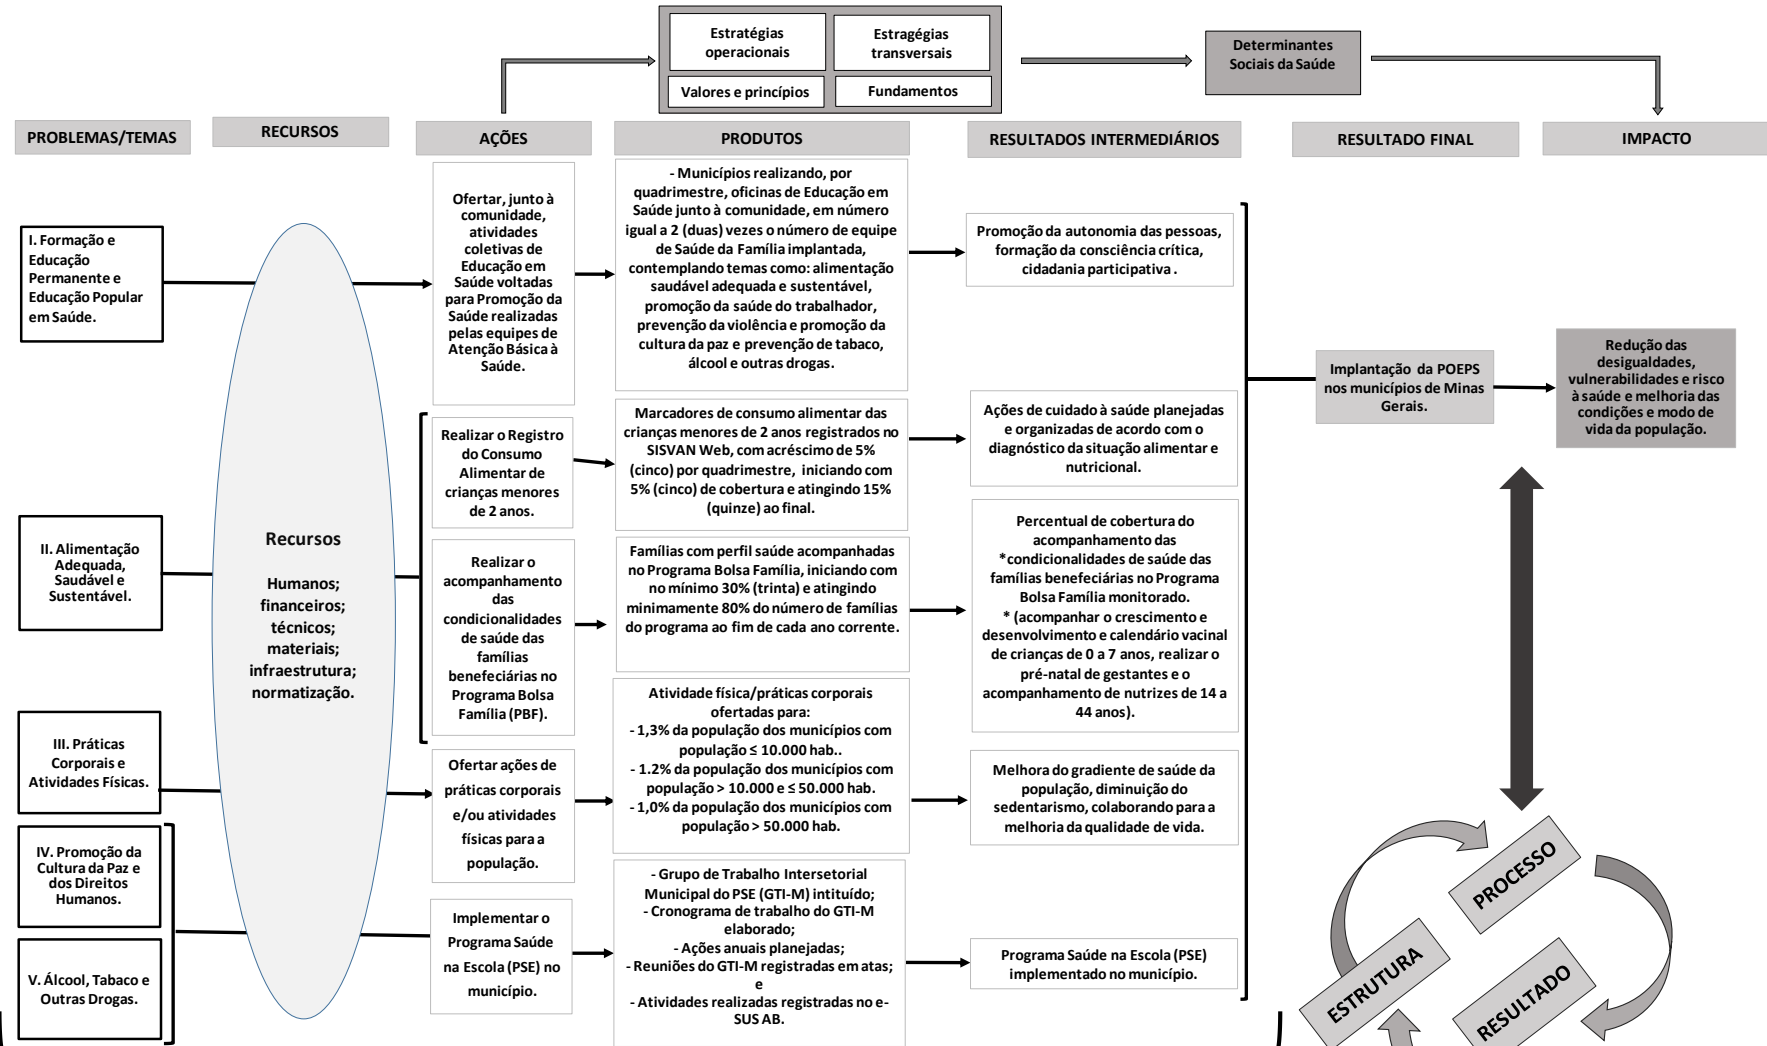 Estratégias
operacionais
Estragégias
transversais
Valores e princípios
Fundamentos
Determinantes
Sociais da Saúde
PROBLEMAS/TEMAS
RECURSOS
AÇÕES
PRODUTOS
RESULTADOS INTERMEDIÁRIOS
RESULTADO FINAL
IMPACTO
I. Formação e
Educação
Permanente e
Educação Popular
em Saúde.
II. Alimentação
Adequada,
Saudável e
Sustentável.
III. Práticas
Corporais e
Atividades Físicas.
IV. Promoção da
Cultura da Paz e
dos Direitos
Humanos.
V. Álcool, Tabaco e
Outras Drogas.
Recursos
Humanos;
financeiros;
técnicos;
materiais;
infraestrutura;
normatização.
Ofertar, junto à
comunidade,
atividades
coletivas de
Educação em
Saúde voltadas
para Promoção da
Saúde realizadas
pelas equipes de
Atenção Básica à
Saúde.
Realizar o Registro
do Consumo
Alimentar de
crianças menores
de 2 anos.
Realizar o
acompanhamento
das
condicionalidades
de saúde das
famílias
benefeciárias no
Programa Bolsa
Família (PBF).
Ofertar ações de
práticas corporais
e/ou atividades
físicas para a
população.
Implementar o
Programa Saúde
na Escola (PSE) no
município.
- Municípios realizando, por
quadrimestre, oficinas de Educação em
Saúde junto à comunidade, em número
igual a 2 (duas) vezes o número de equipe
de Saúde da Família implantada,
contemplando temas como: alimentação
saudável adequada e sustentável,
promoção da saúde do trabalhador,
prevenção da violência e promoção da
cultura da paz e prevenção de tabaco,
álcool e outras drogas.
Marcadores de consumo alimentar das
crianças menores de 2 anos registrados no
SISVAN Web, com acréscimo de 5%
(cinco) por quadrimestre, iniciando com
5% (cinco) de cobertura e atingindo 15%
(quinze) ao final.
Famílias com perfil saúde acompanhadas
no Programa Bolsa Família, iniciando com
no mínimo 30% (trinta) e atingindo
minimamente 80% do número de famílias
do programa ao fim de cada ano corrente.
Atividade física/práticas corporais
ofertadas para:
- 1,3% da população dos municípios com
população ≤ 10.000 hab..
- 1.2% da população dos municípios com
população > 10.000 e ≤ 50.000 hab.
- 1,0% da população dos municípios com
população > 50.000 hab.
- Grupo de Trabalho Intersetorial
Municipal do PSE (GTI-M) intituído;
- Cronograma de trabalho do GTI-M
elaborado;
- Ações anuais planejadas;
- Reuniões do GTI-M registradas em atas;
e
- Atividades realizadas registradas no e-
SUS AB.
Promoção da autonomia das pessoas,
formação da consciência crítica,
cidadania participativa .
Ações de cuidado à saúde planejadas
e organizadas de acordo com o
diagnóstico da situação alimentar e
nutricional.
Percentual de cobertura do
acompanhamento das
*condicionalidades de saúde das
famílias benefeciárias no Programa
Bolsa Família monitorado.
* (acompanhar o crescimento e
desenvolvimento e calendário vacinal
de crianças de 0 a 7 anos, realizar o
pré-natal de gestantes e o
acompanhamento de nutrizes de 14 a
44 anos).
Melhora do gradiente de saúde da
população, diminuição do
sedentarismo, colaborando para a
melhoria da qualidade de vida.
Programa Saúde na Escola (PSE)
implementado no município.
Implantação da POEPS
nos municípios de Minas
Gerais.
Redução das
desigualdades,
vulnerabilidades e risco
à saúde e melhoria das
condições e modo de
vida da população.
PROCESSO
ESTRUTURA
RESULTADO